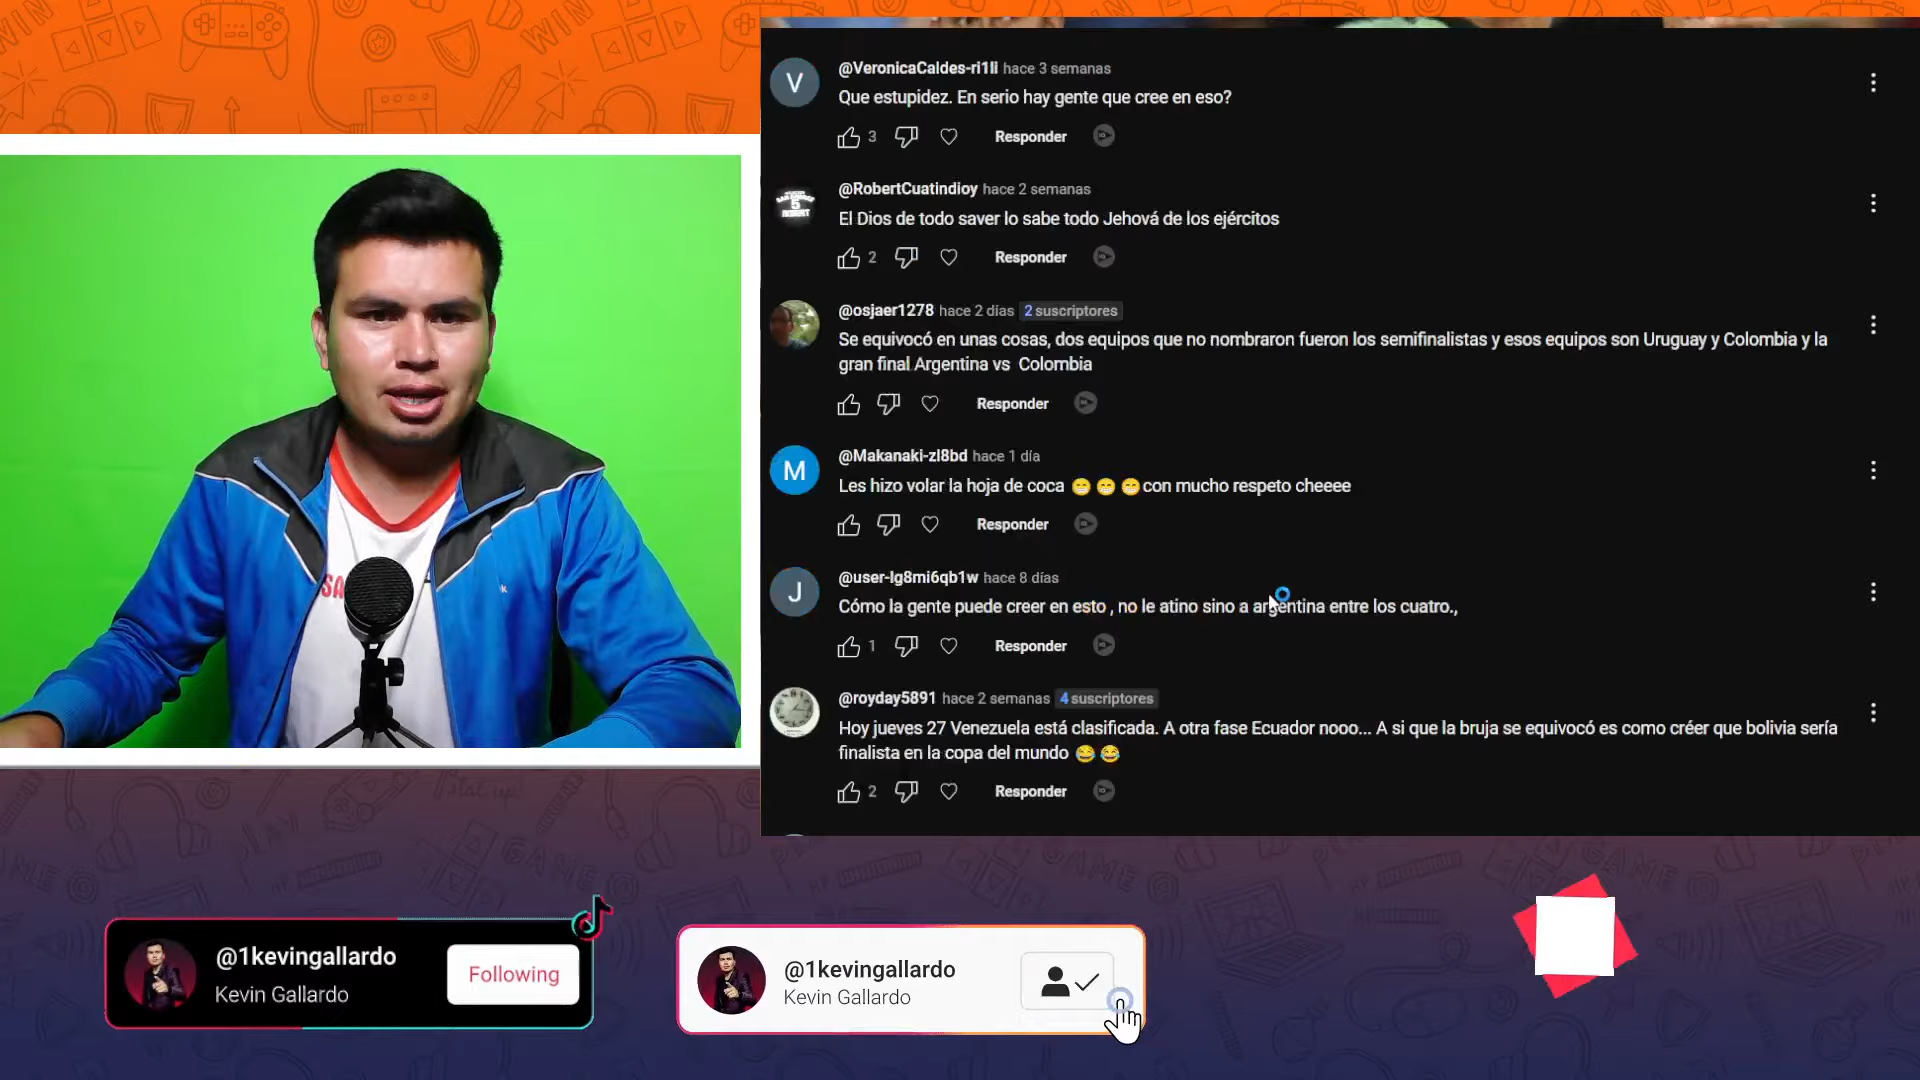 WIN
WIN
@VeronicaCaldes-ri1li hace 3 semanas
Que estupidez. En serio hay gente que cree en eso?
3
Responder
@RobertCuatindioy hace 2 semanas
El Dios de todo saver lo sabe todo Jehová de los ejércitos
2
Responder
@osjaer1278 hace 2 días 2 suscriptores
Se equivocó en unas cosas, dos equipos que no nombraron fueron los semifinalistas y esos equipos son Uruguay y Colombia y la
gran final Argentina vs Colombia
Responder
@Makanaki-zl8bd hace 1 día
Les hizo volar la hoja de coca 😁 😁 😁 con mucho respeto cheeee
Responder
@user-lg8mi6qb1w hace 8 días
Cómo la gente puede creer en esto , no le atino sino a argentina entre los cuatro.,
1
Responder
@royday5891 hace 2 semanas 4 suscriptores
Hoy jueves 27 Venezuela está clasificada. A otra fase Ecuador nooo... A si que la bruja se equivocó es como créer que bolivia sería
finalista en la copa del mundo 😂 😂
2
Responder
V
5
M
J
SA
GAME
GAME
@1kevingallardo
Kevin Gallardo
Following
@1kevingallardo
Kevin Gallardo